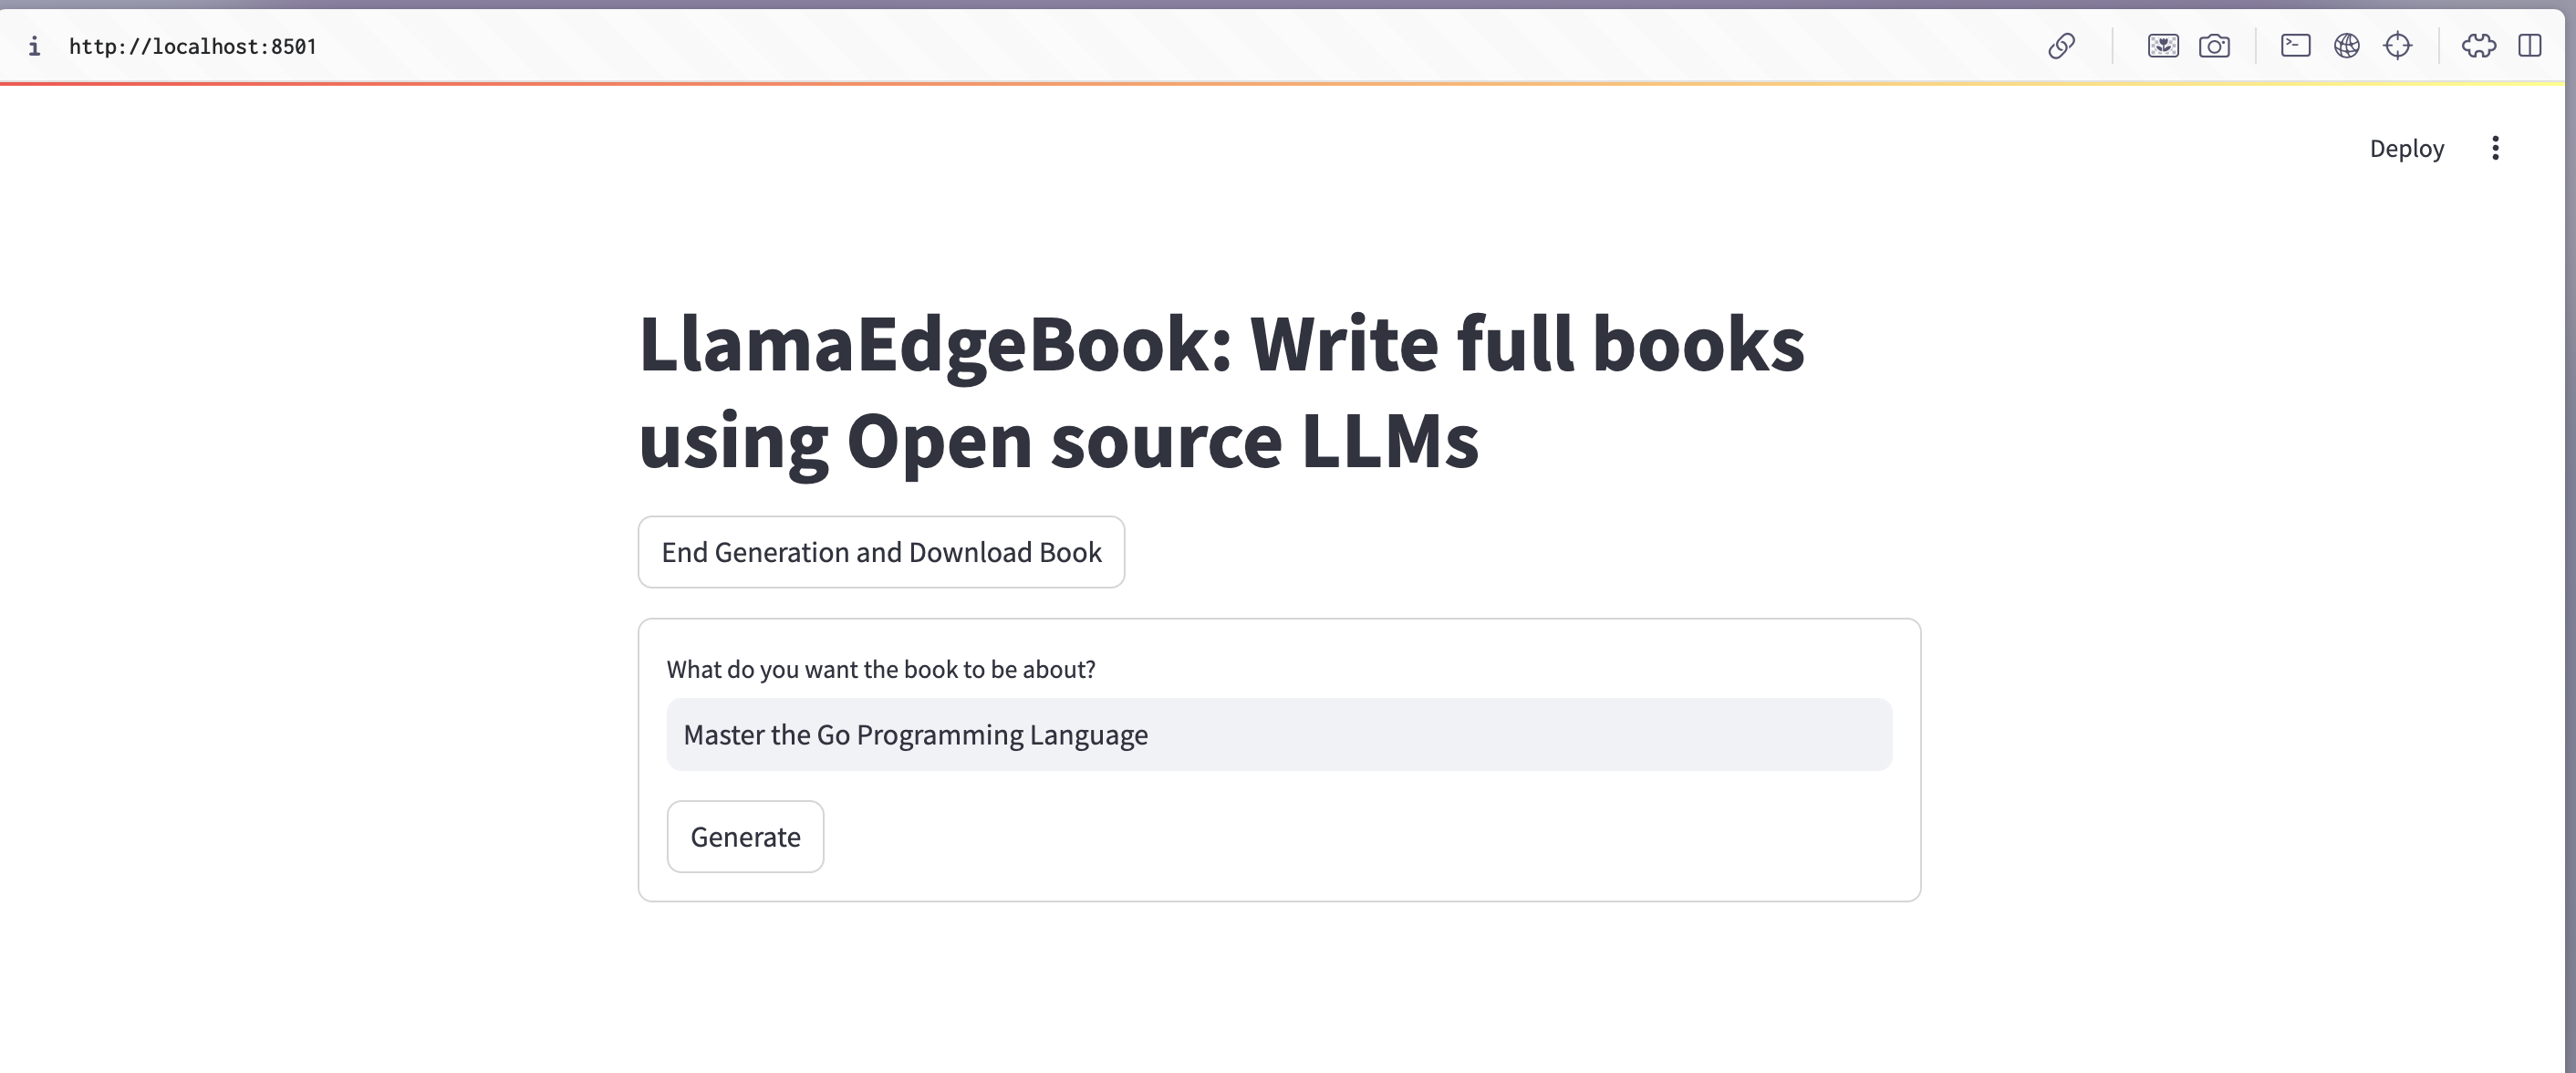 http://localhost:8501
Deploy
LlamaEdgeBook: Write full books
using Open source LLMs
End Generation and Download Book
What do you want the book to be about?
Master the Go Programming Language
Generate